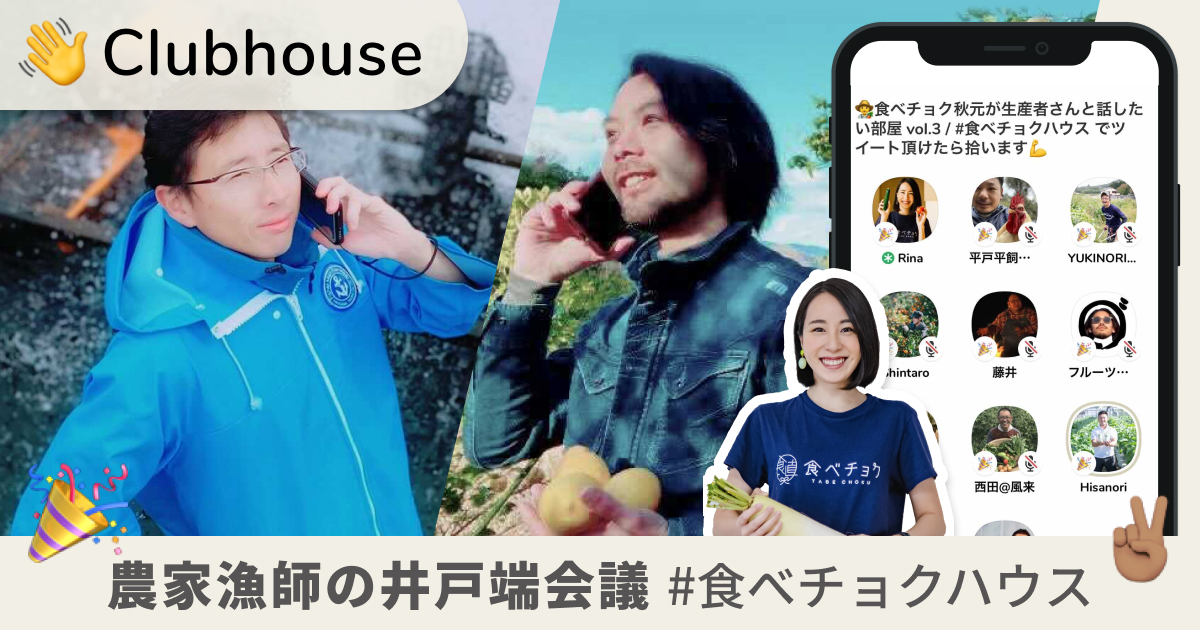 Clubhouse
食べチョク秋元が生産者さんと話した
い部屋 vol.3 / #食べチョクハウス でツ
イート頂けたら拾います
Rina
平戸平飼…
YUKINORI...
hintaro
藤井
フルーツ…
西田@風来
Hisanori
食べチョク
TABE CHOKU
農家漁師の井戸端会議 #食べチョクハウス